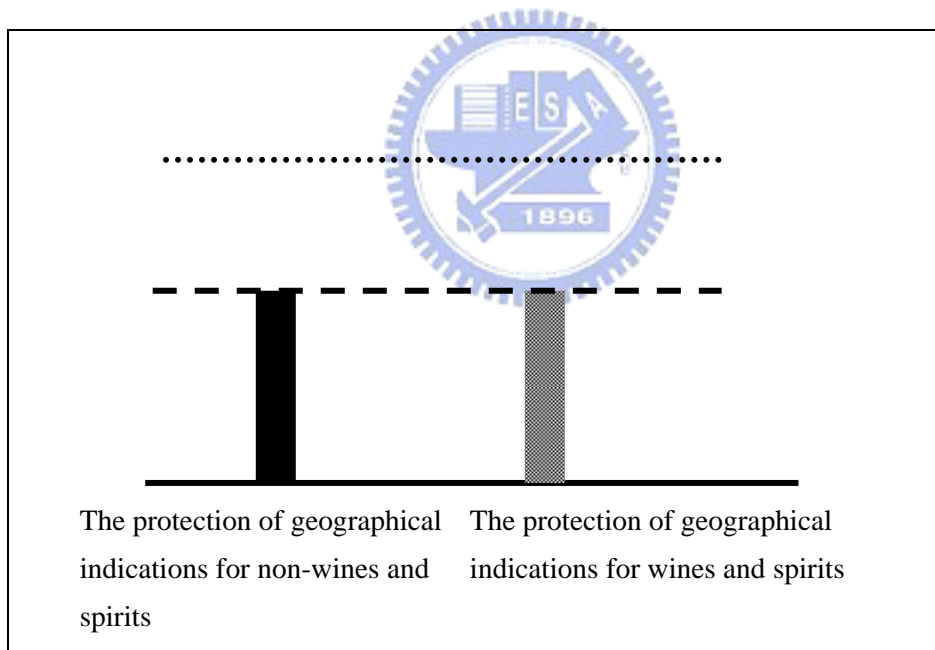 E S A
1896
The protection of geographical
indications for non-wines and
spirits
The protection of geographical
indications for wines and spirits